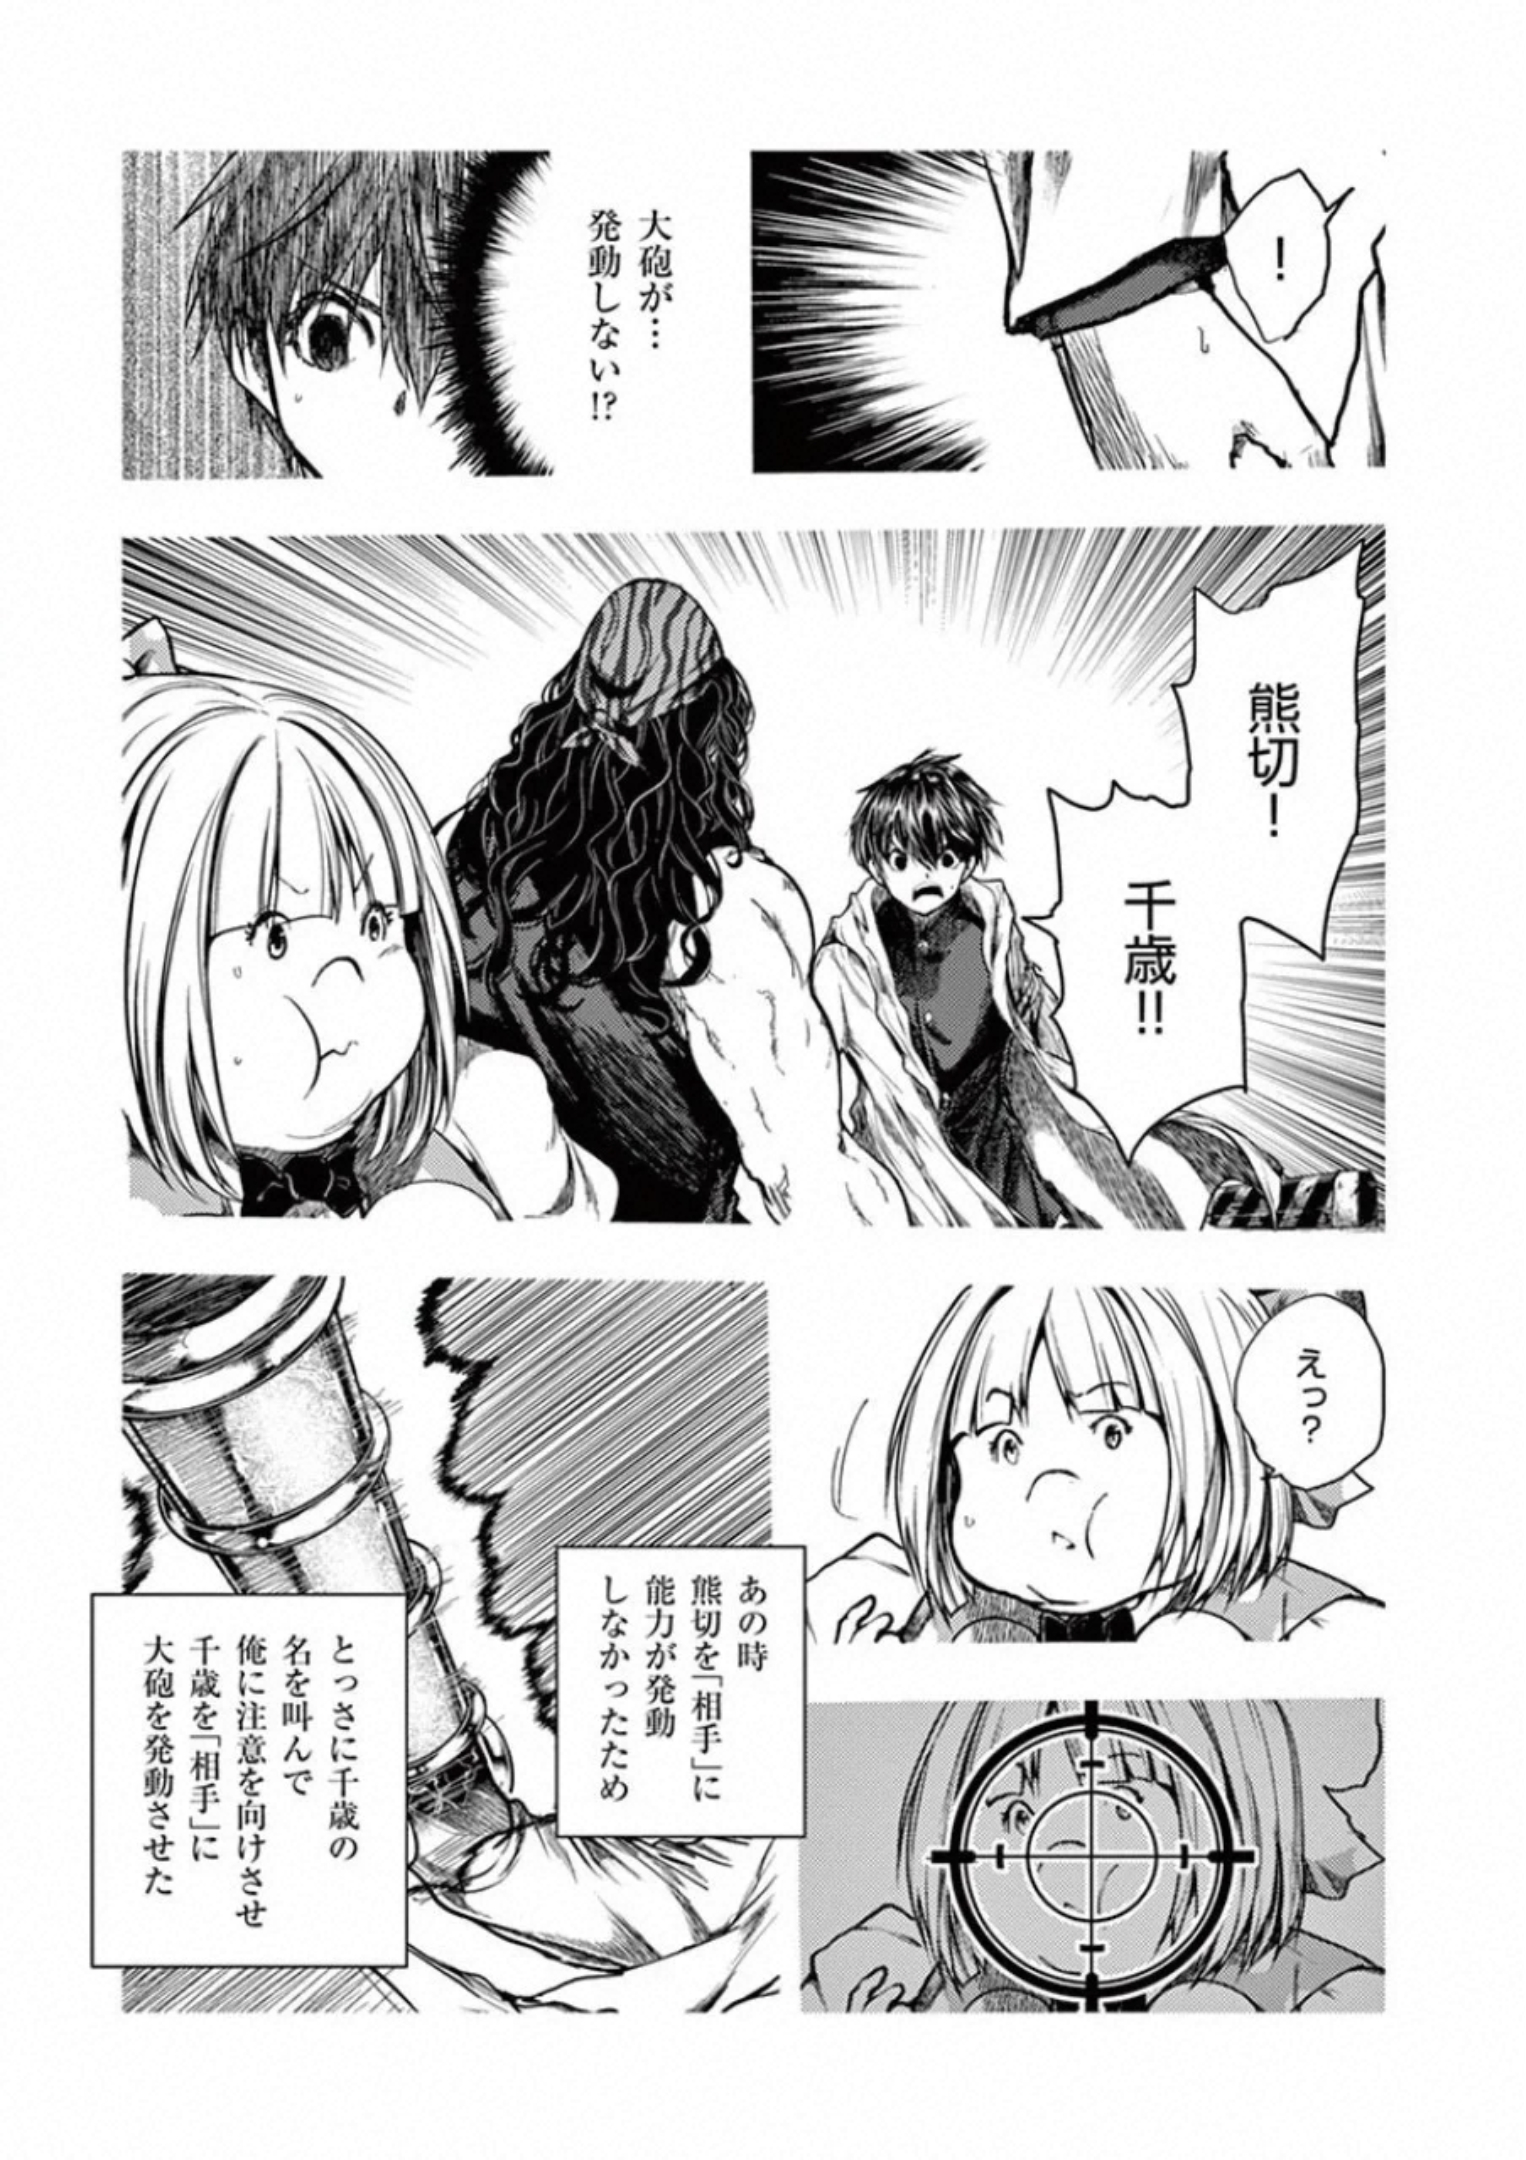 !
大砲が…
発動しない!?
熊切!
千歳!!
えっ?
あの時
熊切を「相手」に
能力が発動
しなかったため
とっさに千歳の
名を叫んで
俺に注意を向けさせ
千歳を「相手」に
大砲を発動させた